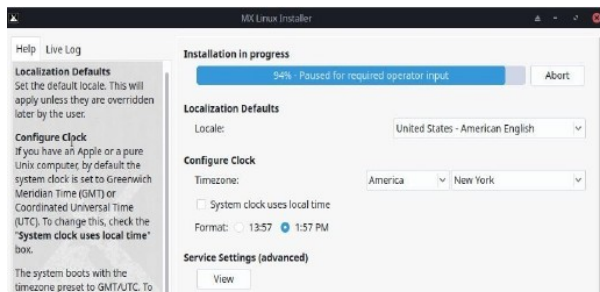 MX Linux Installer
Help Live Log
Localization Defaults
Set the default locale. This will
apply unless they are overridden
later by the user.
Configure Clock
If you have an Apple or a pure
Unix computer, by default the
system clock is set to Greenwich
Meridian Time (GMT) or
Coordinated Universal Time
(UTC). To change this, check the
"System clock uses local time"
box.
The system boots with the
timezone preset to GMT/UTC. To
Installation in progress
94% - Paused for required operator input
Abort
Localization Defaults
Locale: United States - American English
Configure Clock
Timezone: America New York
System clock uses local time
Format: 13:57 1:57 PM
Service Settings (advanced)
View